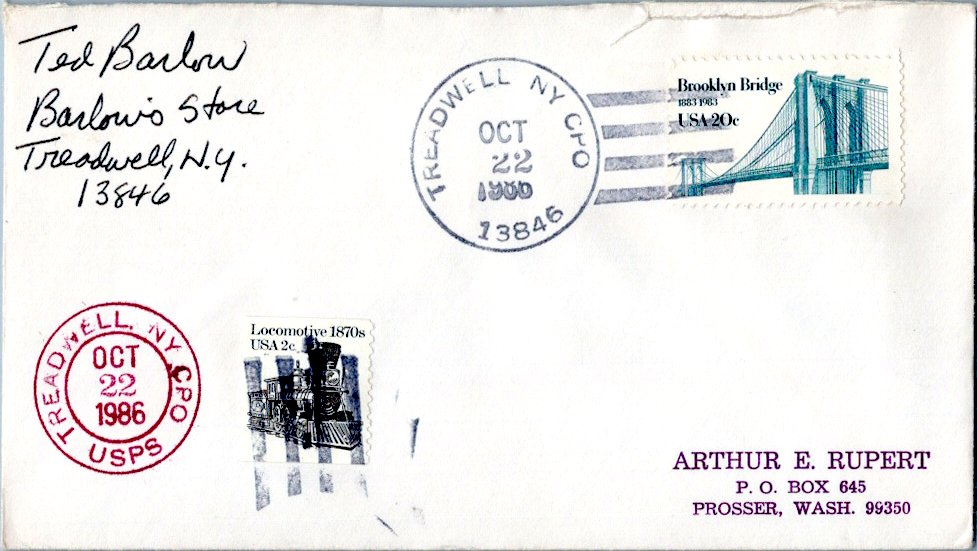 Ted Barlow
Barlow's Store
Treadwell, N.Y.
13846
TREADWELL NY CPO
OCT
22
1986
13846
Brooklyn Bridge
1883 1983
USA 20c
TREADWELL, NY CPO
OCT
22
1986
USPS
Locomotive 1870s
USA 2c
ARTHUR E. RUPERT
P. O. BOX 645
PROSSER, WASH. 99350